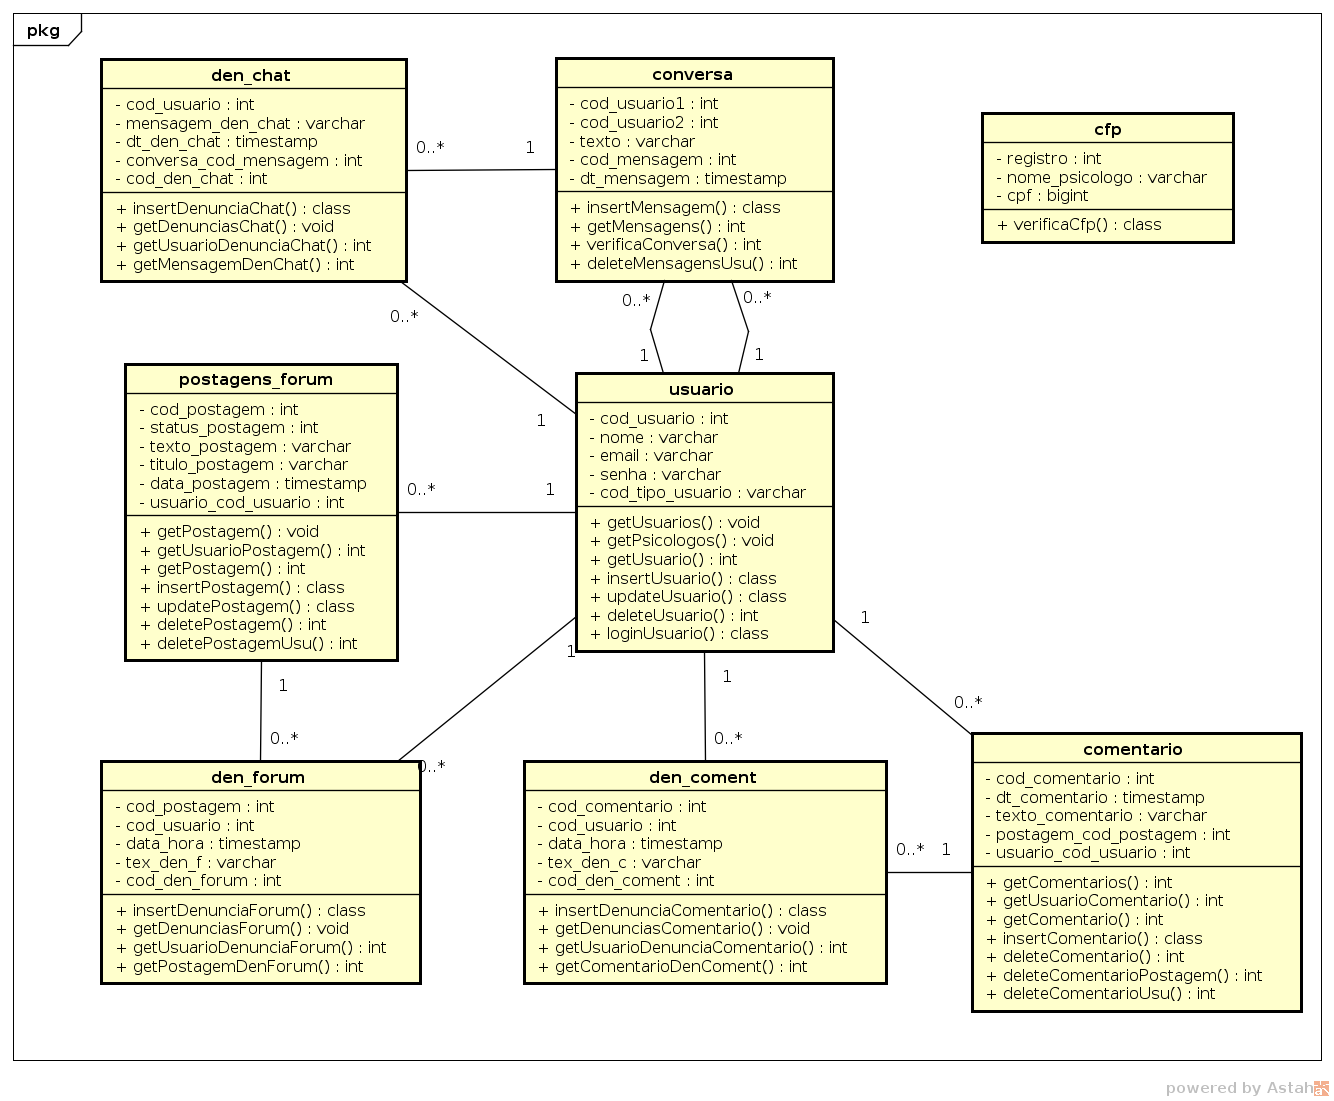 pkg
den_chat
- cod_usuario : int
- mensagem_den_chat : varchar
- dt_den_chat : timestamp
- conversa_cod_mensagem : int
- cod_den_chat : int
+ insertDenunciaChat() : class
+ getDenunciasChat() : void
+ getUsuarioDenunciaChat() : int
+ getMensagemDenChat() : int
0..*
1
conversa
- cod_usuario1 : int
- cod_usuario2 : int
- texto : varchar
- cod_mensagem : int
- dt_mensagem : timestamp
+ insertMensagem() : class
+ getMensagens() : int
+ verificaConversa() : int
+ deleteMensagensUsu() : int
cfp
- registro : int
- nome_psicologo : varchar
- cpf : bigint
+ verificaCfp() : class
0..*
0..*
0..*
1
1
1
postagens_forum
- cod_postagem : int
- status_postagem : int
- texto_postagem : varchar
- titulo_postagem : varchar
- data_postagem : timestamp
- usuario_cod_usuario : int
+ getPostagem() : void
+ getUsuarioPostagem() : int
+ getPostagem() : int
+ insertPostagem() : class
+ updatePostagem() : class
+ deletePostagem() : int
+ deletePostagemUsu() : int
0..*
1
usuario
- cod_usuario : int
- nome : varchar
- email : varchar
- senha : varchar
- cod_tipo_usuario : varchar
+ getUsuarios() : void
+ getPsicologos() : void
+ getUsuario() : int
+ insertUsuario() : class
+ updateUsuario() : class
+ deleteUsuario() : int
+ loginUsuario() : class
1
1
1
1
0..*
0..*
0..*
0..*
den_forum
- cod_postagem : int
- cod_usuario : int
- data_hora : timestamp
- tex_den_f : varchar
- cod_den_forum : int
+ insertDenunciaForum() : class
+ getDenunciasForum() : void
+ getUsuarioDenunciaForum() : int
+ getPostagemDenForum() : int
den_coment
- cod_comentario : int
- cod_usuario : int
- data_hora : timestamp
- tex_den_c : varchar
- cod_den_coment : int
+ insertDenunciaComentario() : class
+ getDenunciasComentario() : void
+ getUsuarioDenunciaComentario() : int
+ getComentarioDenComent() : int
0..*
1
comentario
- cod_comentario : int
- dt_comentario : timestamp
- texto_comentario : varchar
- postagem_cod_postagem : int
- usuario_cod_usuario : int
+ getComentarios() : int
+ getUsuarioComentario() : int
+ getComentario() : int
+ insertComentario() : class
+ deleteComentario() : int
+ deleteComentarioPostagem() : int
+ deleteComentarioUsu() : int
powered by Astah